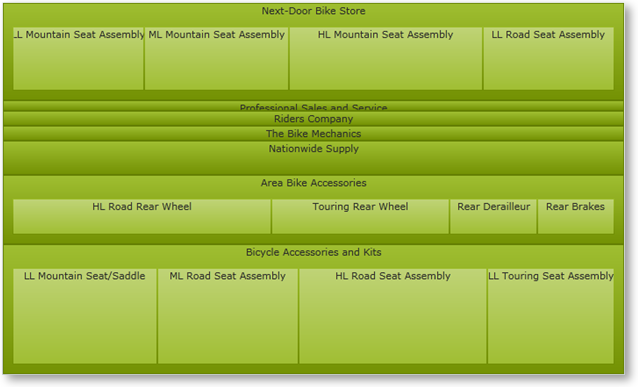 Next-Door Bike Store
LL Mountain Seat Assembly ML Mountain Seat Assembly HL Mountain Seat Assembly LL Road Seat Assembly
Professional Sales and Service
Riders Company
The Bike Mechanics
Nationwide Supply
Area Bike Accessories
HL Road Rear Wheel Touring Rear Wheel Rear Derailleur Rear Brakes
Bicycle Accessories and Kits
LL Mountain Seat/Saddle ML Road Seat Assembly HL Road Seat Assembly LL Touring Seat Assembly